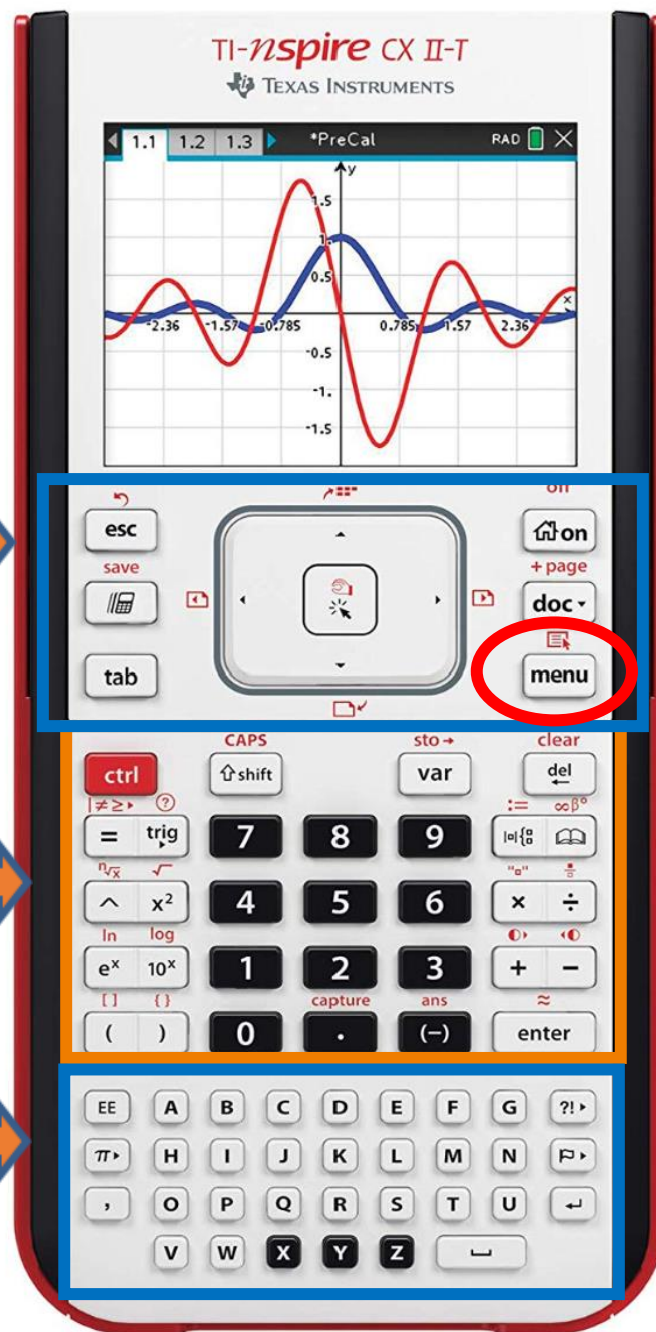 TI-nspire CX II-T
TEXAS INSTRUMENTS
1.1 1.2 1.3 *PreCal RAD
y
1.5
1.
0.5
x
-2.36 -1.57 -0.785 0.785 1.57 2.36
-0.5
-1.
-1.5
off
esc on
save + page
doc
tab menu
CAPS sto→ clear
ctrl ⇧shift var del
|≠≥▸ ? := ∞β°
= trig 7 8 9 |▫|{▫
ⁿ√x √ "▫" ▫/▫
^ x² 4 5 6 × ÷
ln log
eˣ 10ˣ 1 2 3 + −
[ ] { } capture ans ≈
( ) 0 . (−) enter
EE A B C D E F G ?!▸
π▸ H I J K L M N
, O P Q R S T U ↵
V W X Y Z